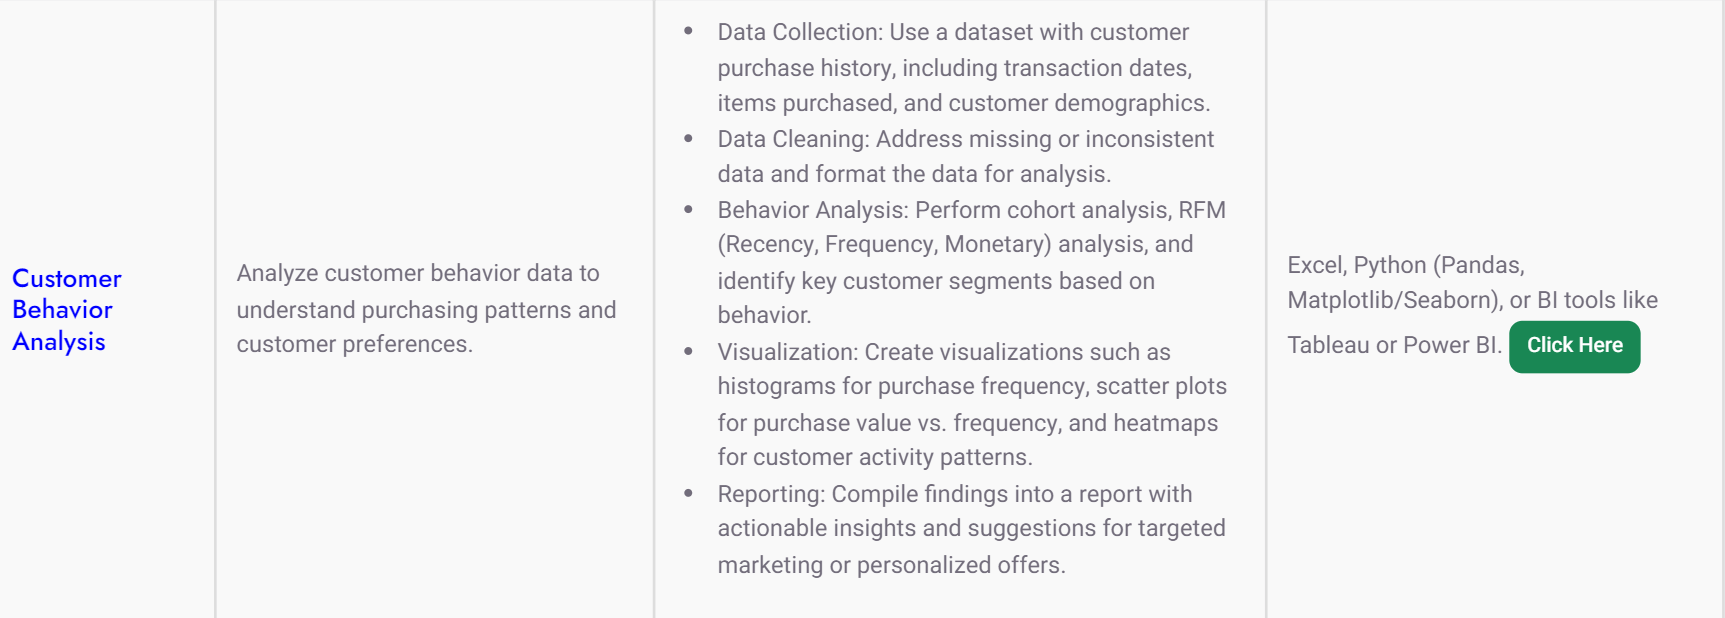 Customer
Behavior
Analysis
Analyze customer behavior data to
understand purchasing patterns and
customer preferences.
• Data Collection: Use a dataset with customer
purchase history, including transaction dates,
items purchased, and customer demographics.
• Data Cleaning: Address missing or inconsistent
data and format the data for analysis.
• Behavior Analysis: Perform cohort analysis, RFM
(Recency, Frequency, Monetary) analysis, and
identify key customer segments based on
behavior.
• Visualization: Create visualizations such as
histograms for purchase frequency, scatter plots
for purchase value vs. frequency, and heatmaps
for customer activity patterns.
• Reporting: Compile findings into a report with
actionable insights and suggestions for targeted
marketing or personalized offers.
Excel, Python (Pandas,
Matplotlib/Seaborn), or BI tools like
Tableau or Power BI. Click Here